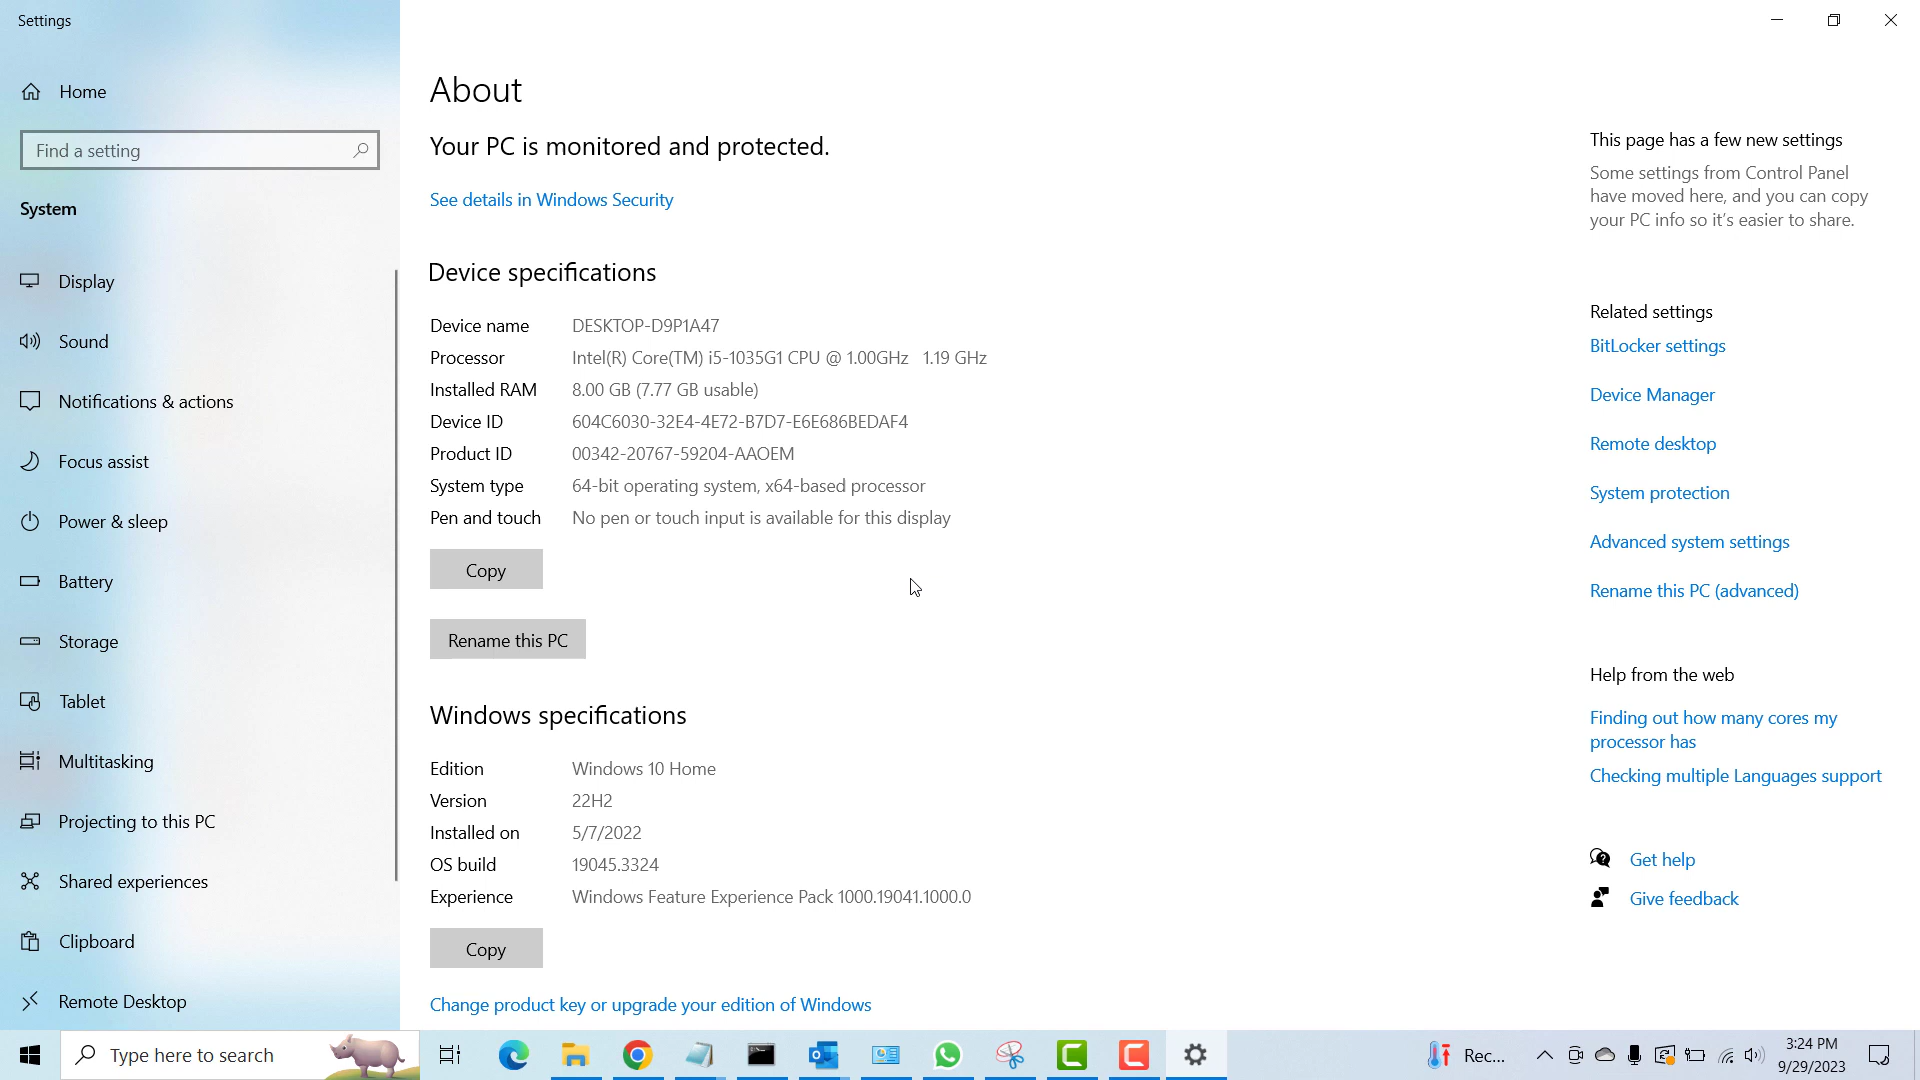 Settings
Home
Find a setting
System
Display
Sound
Notifications & actions
Focus assist
Power & sleep
Battery
Storage
Tablet
Multitasking
Projecting to this PC
Shared experiences
Clipboard
Remote Desktop
About
Your PC is monitored and protected.
See details in Windows Security
Device specifications
Device name DESKTOP-D9P1A47
Processor Intel(R) Core(TM) i5-1035G1 CPU @ 1.00GHz 1.19 GHz
Installed RAM 8.00 GB (7.77 GB usable)
Device ID 604C6030-32E4-4E72-B7D7-E6E686BEDAF4
Product ID 00342-20767-59204-AAOEM
System type 64-bit operating system, x64-based processor
Pen and touch No pen or touch input is available for this display
Copy
Rename this PC
Windows specifications
Edition Windows 10 Home
Version 22H2
Installed on 5/7/2022
OS build 19045.3324
Experience Windows Feature Experience Pack 1000.19041.1000.0
Copy
Change product key or upgrade your edition of Windows
This page has a few new settings
Some settings from Control Panel
have moved here, and you can copy
your PC info so it's easier to share.
Related settings
BitLocker settings
Device Manager
Remote desktop
System protection
Advanced system settings
Rename this PC (advanced)
Help from the web
Finding out how many cores my
processor has
Checking multiple Languages support
Get help
Give feedback
Type here to search
Rec...
3:24 PM
9/29/2023